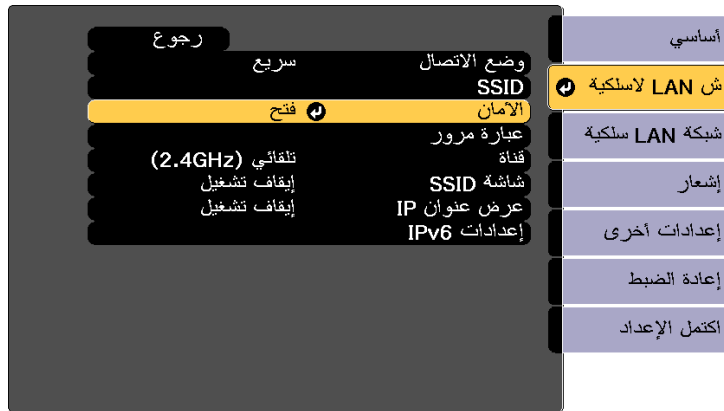 أساسي
ش LAN لاسلكية
شبكة LAN سلكية
إشعار
إعدادات أخرى
إعادة الضبط
اكتمل الإعداد
رجوع
وضع الاتصال سريع
SSID
الأمان فتح
عبارة مرور
قناة تلقائي (2.4GHz)
شاشة SSID إيقاف تشغيل
عرض عنوان IP إيقاف تشغيل
إعدادات IPv6